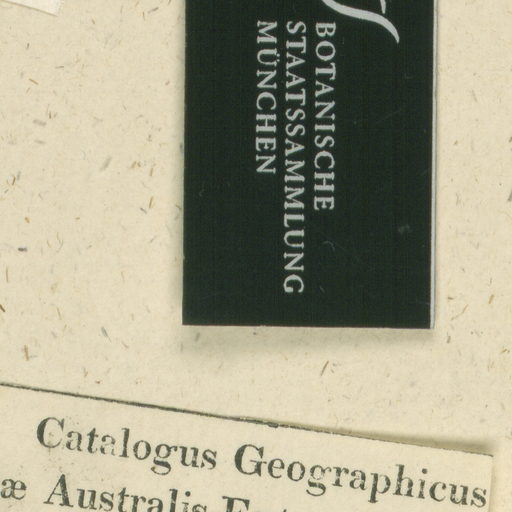 BOTANISCHE
STAATSSAMMLUNG
MÜNCHEN
Catalogus Geographicus
æ Australis